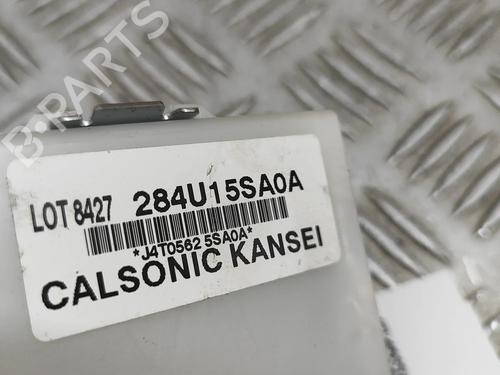 B-PARTS
LOT 8427 284U15SA0A
*J4T0562 5SA0A*
CALSONIC KANSEI